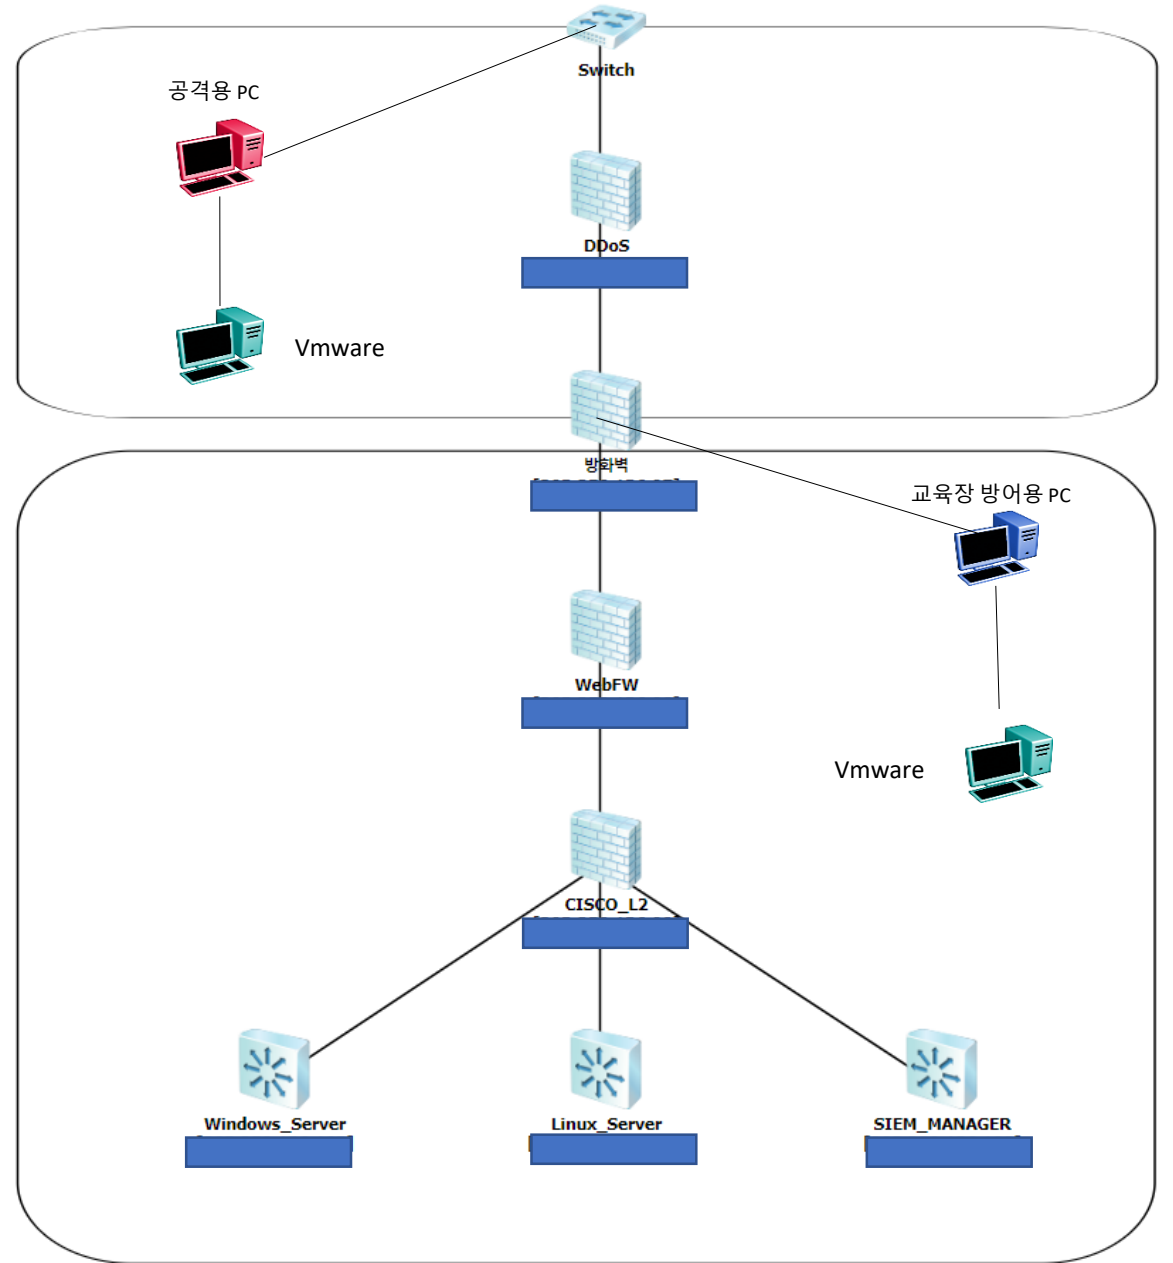 Switch
공격용 PC
DDoS
Vmware
방화벽
교육장 방어용 PC
WebFW
Vmware
CISCO_L2
Windows_Server
Linux_Server
SIEM_MANAGER